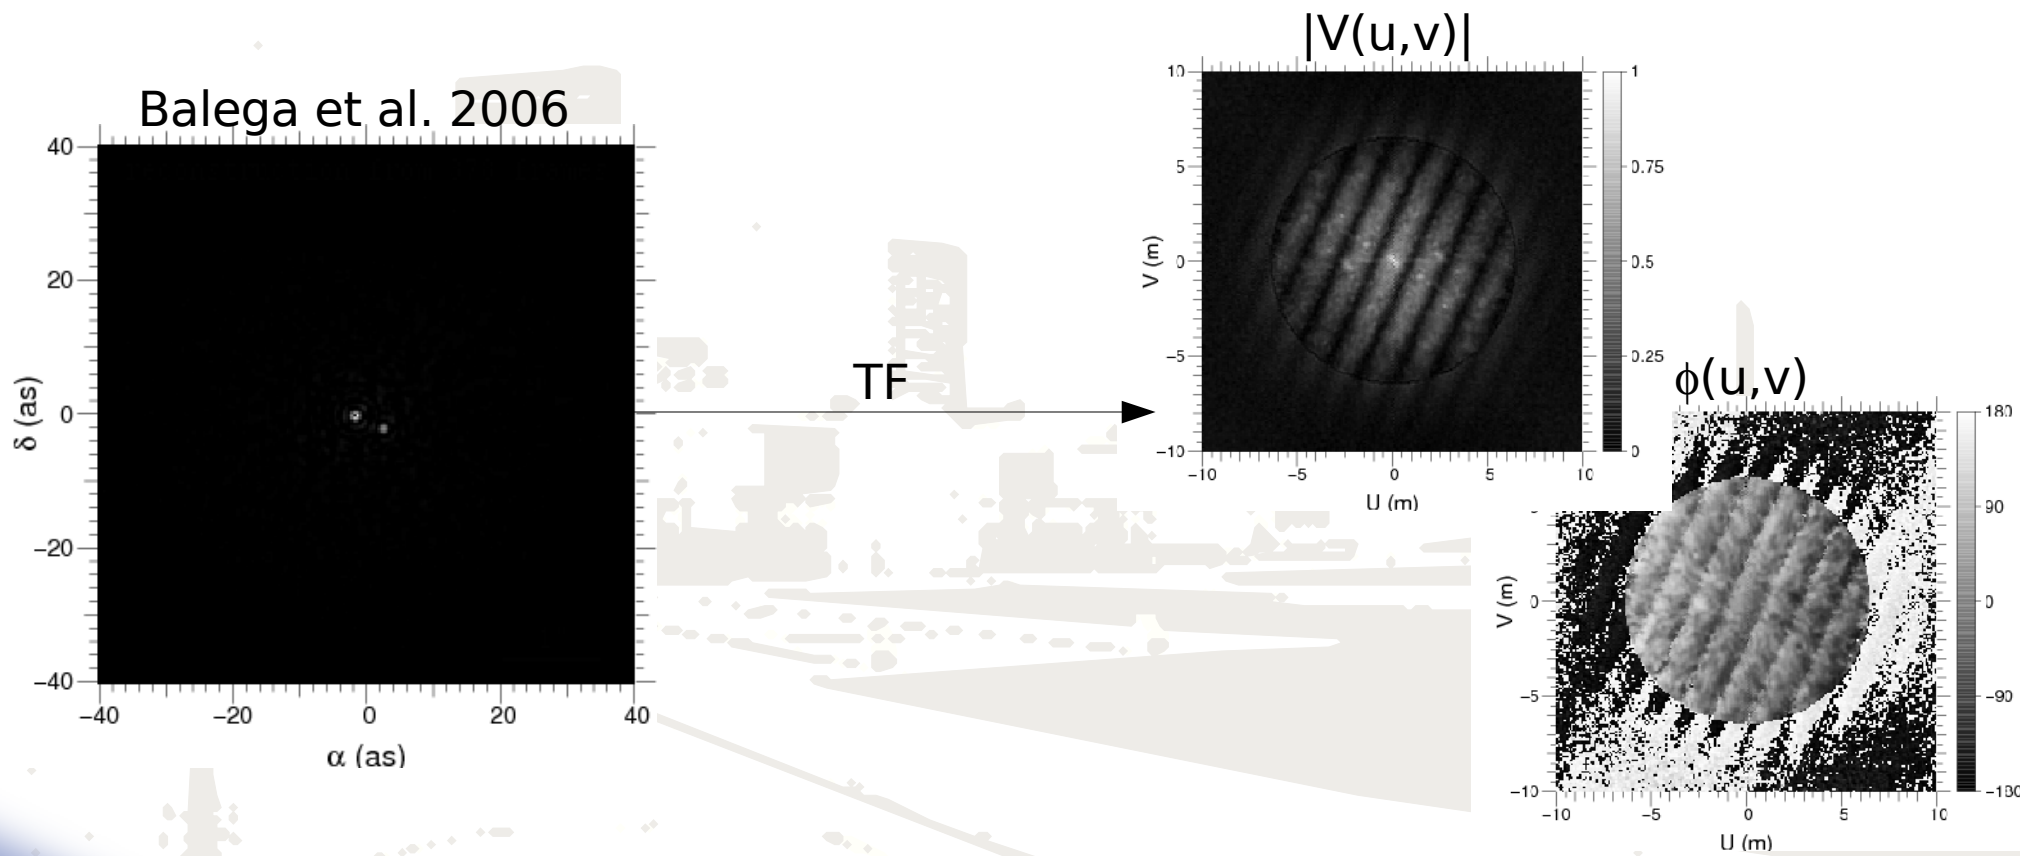 Balega et al. 2006
40
20
0
−20
−40
δ (as)
−40 −20 0 20 40
α (as)
TF
|V(u,v)|
10
5
0
−5
−10
V (m)
−10 −5 0 5 10
U (m)
1
0.75
0.5
0.25
0
ϕ(u,v)
0
−5
−10
V (m)
−10 −5 0 5 10
U (m)
180
90
0
−90
−180